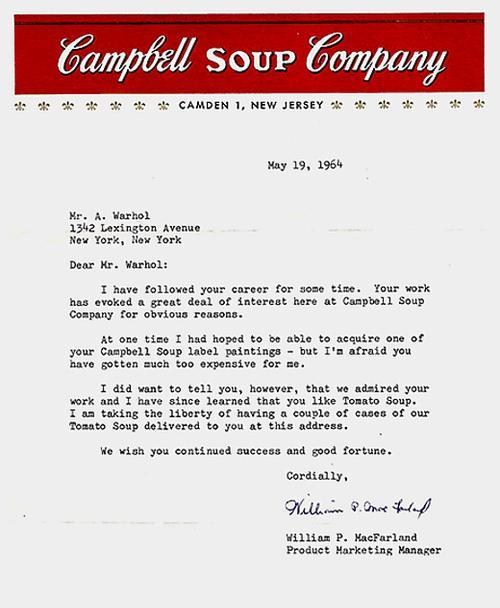 Campbell SOUP Company
CAMDEN 1, NEW JERSEY
May 19, 1964
Mr. A. Warhol
1342 Lexington Avenue
New York, New York
Dear Mr. Warhol:
I have followed your career for some time. Your work
has evoked a great deal of interest here at Campbell Soup
Company for obvious reasons.
At one time I had hoped to be able to acquire one of
your Campbell Soup label paintings - but I'm afraid you
have gotten much too expensive for me.
I did want to tell you, however, that we admired your
work and I have since learned that you like Tomato Soup.
I am taking the liberty of having a couple of cases of our
Tomato Soup delivered to you at this address.
We wish you continued success and good fortune.
Cordially,
William P. MacFarland
William P. MacFarland
Product Marketing Manager